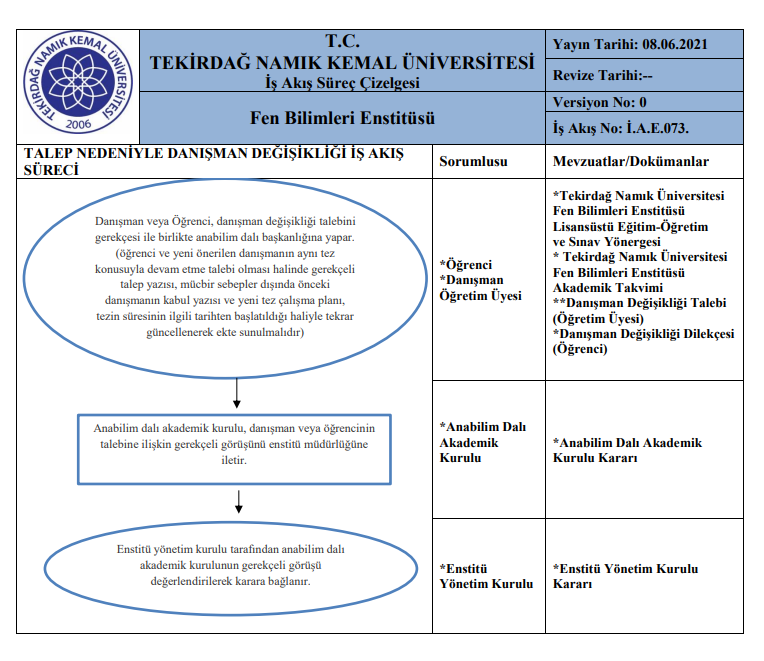 TEKİRDAĞ NAMIK KEMAL ÜNİVERSİTESİ
2006
T.C.
TEKİRDAĞ NAMIK KEMAL ÜNİVERSİTESİ
İş Akış Süreç Çizelgesi
Fen Bilimleri Enstitüsü
Yayın Tarihi: 08.06.2021
Revize Tarihi:--
Versiyon No: 0
İş Akış No: İ.A.E.073.
TALEP NEDENİYLE DANIŞMAN DEĞİŞİKLİĞİ İŞ AKIŞ
SÜRECİ
Sorumlusu
Mevzuatlar/Dokümanlar
Danışman veya Öğrenci, danışman değişikliği talebini
gerekçesi ile birlikte anabilim dalı başkanlığına yapar.
(öğrenci ve yeni önerilen danışmanın aynı tez
konusuyla devam etme talebi olması halinde gerekçeli
talep yazısı, mücbir sebepler dışında önceki
danışmanın kabul yazısı ve yeni tez çalışma planı,
tezin süresinin ilgili tarihten başlatıldığı haliyle tekrar
güncellenerek ekte sunulmalıdır)
*Öğrenci
*Danışman
Öğretim Üyesi
*Tekirdağ Namık Üniversitesi
Fen Bilimleri Enstitüsü
Lisansüstü Eğitim-Öğretim
ve Sınav Yönergesi
* Tekirdağ Namık Üniversitesi
Fen Bilimleri Enstitüsü
Akademik Takvimi
**Danışman Değişikliği Talebi
(Öğretim Üyesi)
*Danışman Değişikliği Dilekçesi
(Öğrenci)
Anabilim dalı akademik kurulu, danışman veya öğrencinin
talebine ilişkin gerekçeli görüşünü enstitü müdürlüğüne
iletir.
*Anabilim Dalı
Akademik
Kurulu
*Anabilim Dalı Akademik
Kurulu Kararı
Enstitü yönetim kurulu tarafından anabilim dalı
akademik kurulunun gerekçeli görüşü
değerlendirilerek karara bağlanır.
*Enstitü
Yönetim Kurulu
*Enstitü Yönetim Kurulu
Kararı